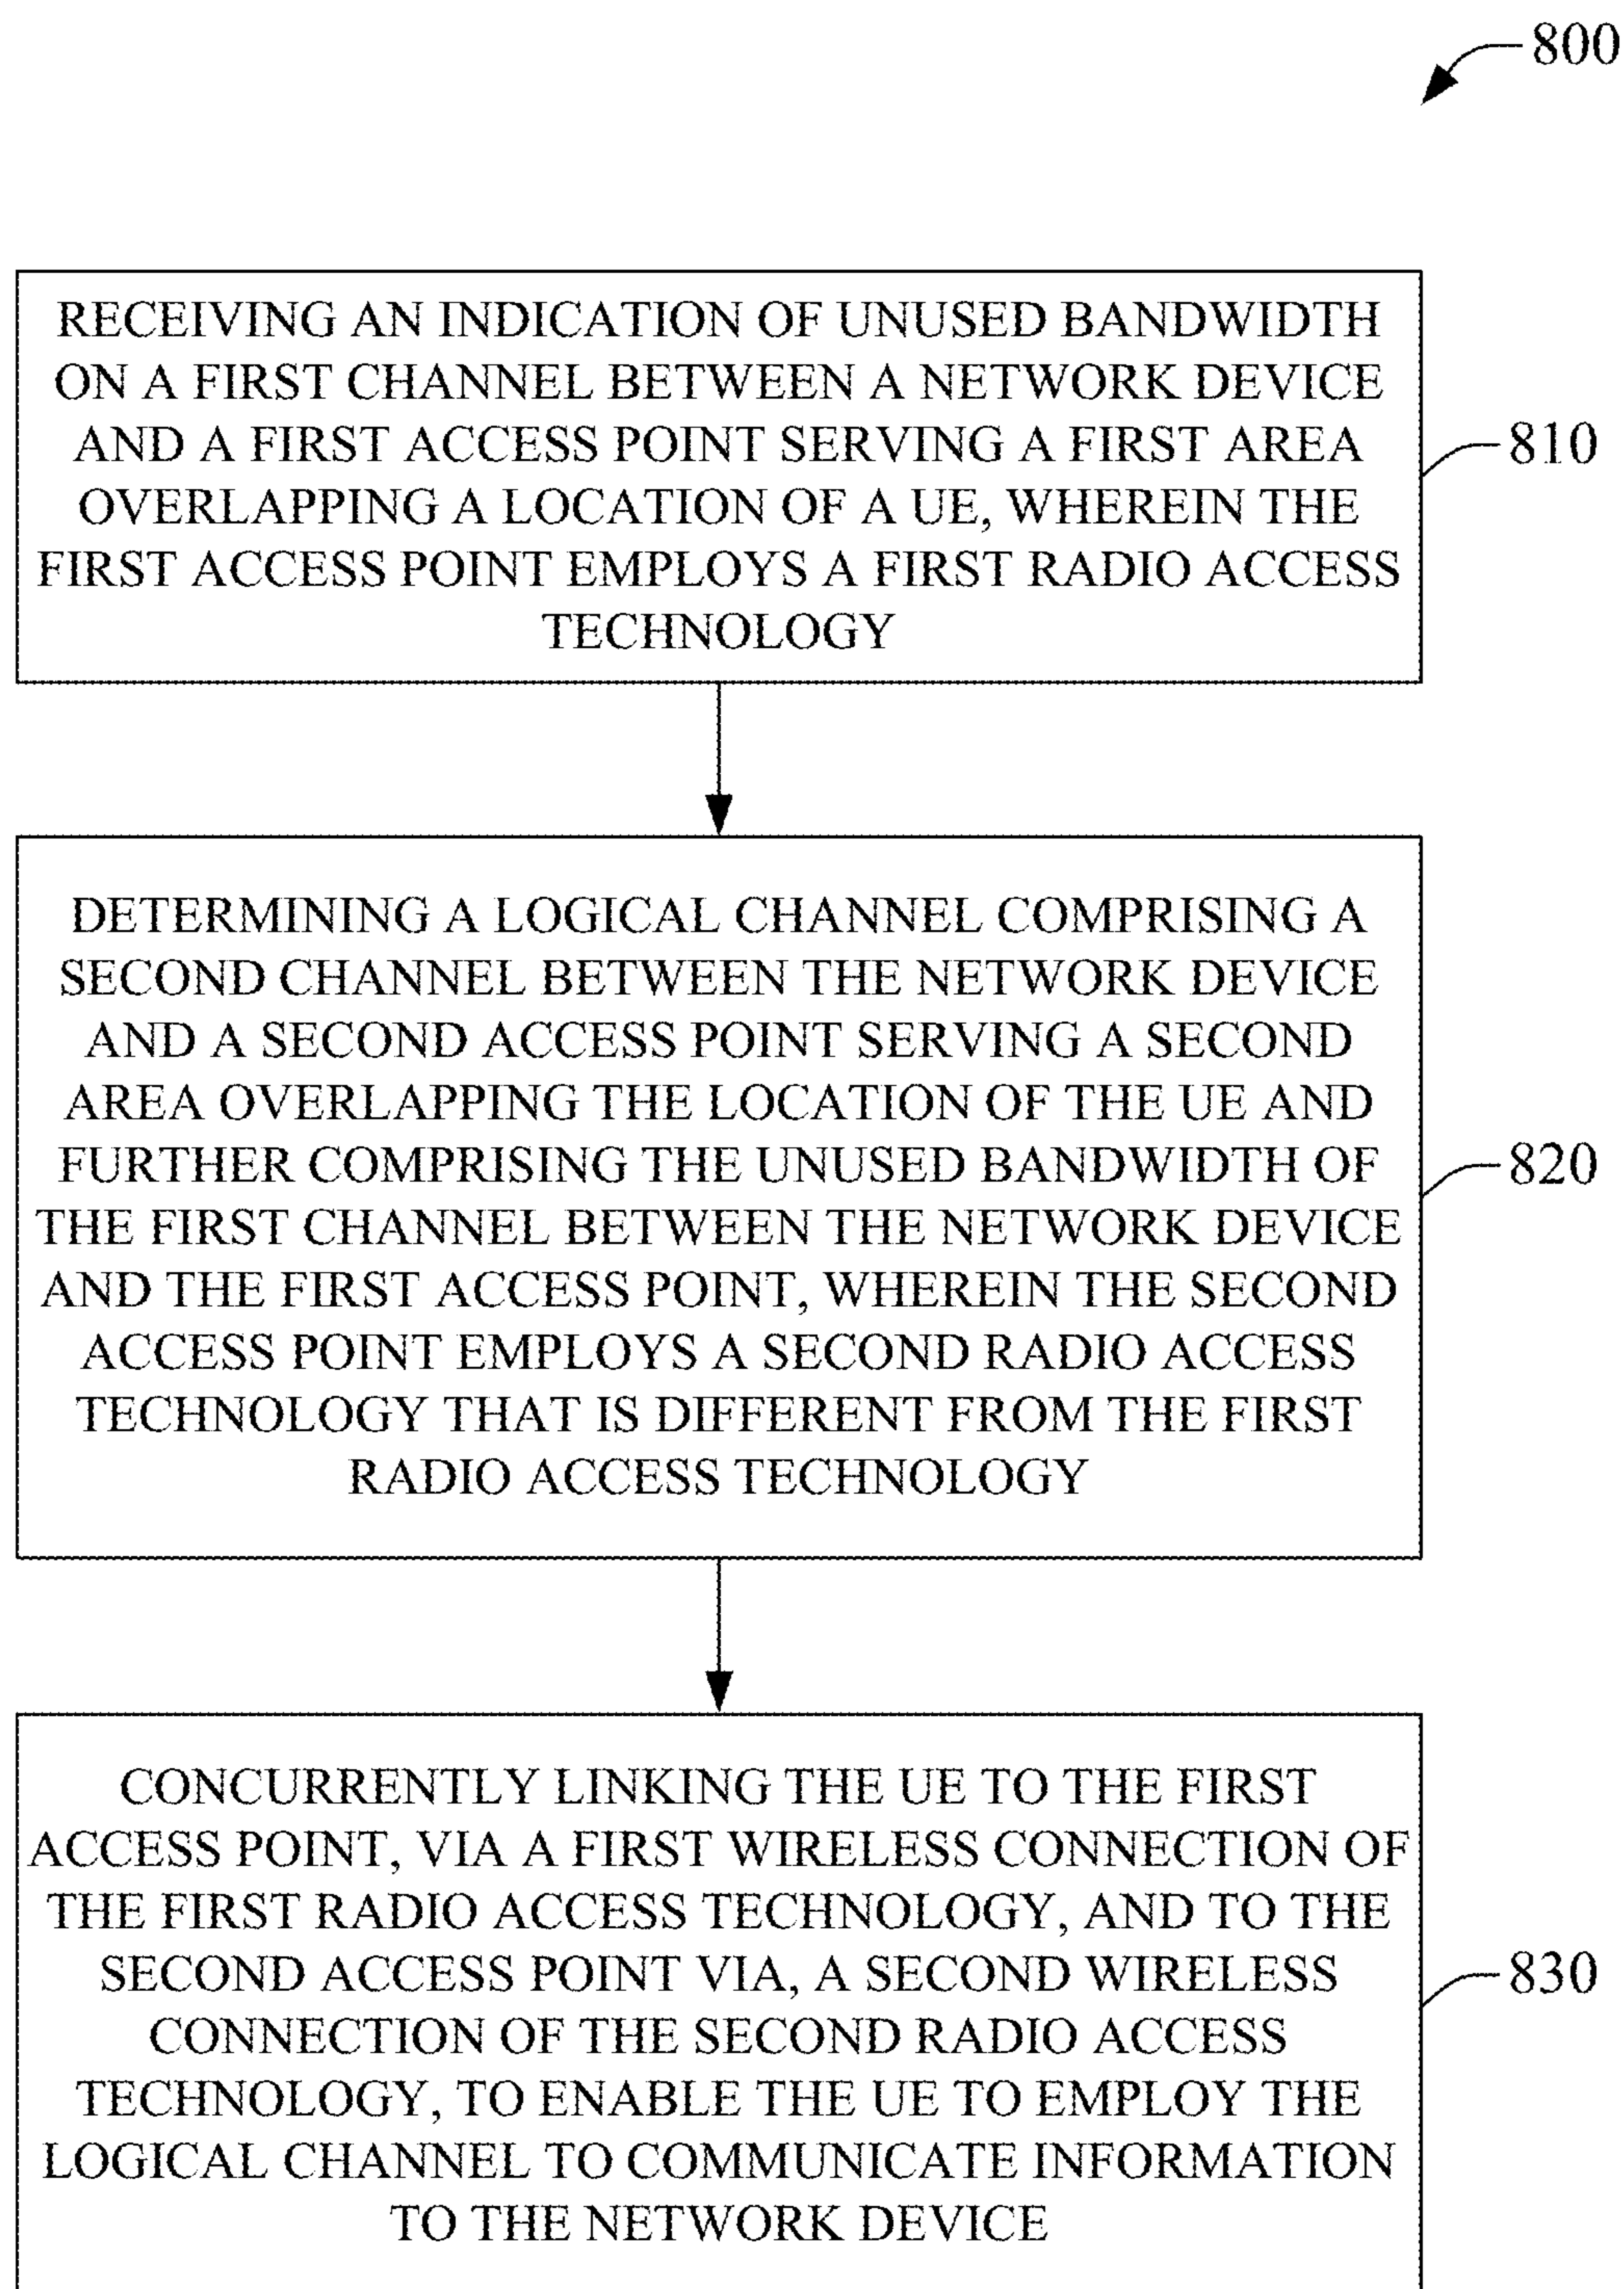 800
RECEIVING AN INDICATION OF UNUSED BANDWIDTH
ON A FIRST CHANNEL BETWEEN A NETWORK DEVICE
AND A FIRST ACCESS POINT SERVING A FIRST AREA
OVERLAPPING A LOCATION OF A UE, WHEREIN THE
FIRST ACCESS POINT EMPLOYS A FIRST RADIO ACCESS
TECHNOLOGY
810
DETERMINING A LOGICAL CHANNEL COMPRISING A
SECOND CHANNEL BETWEEN THE NETWORK DEVICE
AND A SECOND ACCESS POINT SERVING A SECOND
AREA OVERLAPPING THE LOCATION OF THE UE AND
FURTHER COMPRISING THE UNUSED BANDWIDTH OF
THE FIRST CHANNEL BETWEEN THE NETWORK DEVICE
AND THE FIRST ACCESS POINT, WHEREIN THE SECOND
ACCESS POINT EMPLOYS A SECOND RADIO ACCESS
TECHNOLOGY THAT IS DIFFERENT FROM THE FIRST
RADIO ACCESS TECHNOLOGY
820
CONCURRENTLY LINKING THE UE TO THE FIRST
ACCESS POINT, VIA A FIRST WIRELESS CONNECTION OF
THE FIRST RADIO ACCESS TECHNOLOGY, AND TO THE
SECOND ACCESS POINT VIA, A SECOND WIRELESS
CONNECTION OF THE SECOND RADIO ACCESS
TECHNOLOGY, TO ENABLE THE UE TO EMPLOY THE
LOGICAL CHANNEL TO COMMUNICATE INFORMATION
TO THE NETWORK DEVICE
830